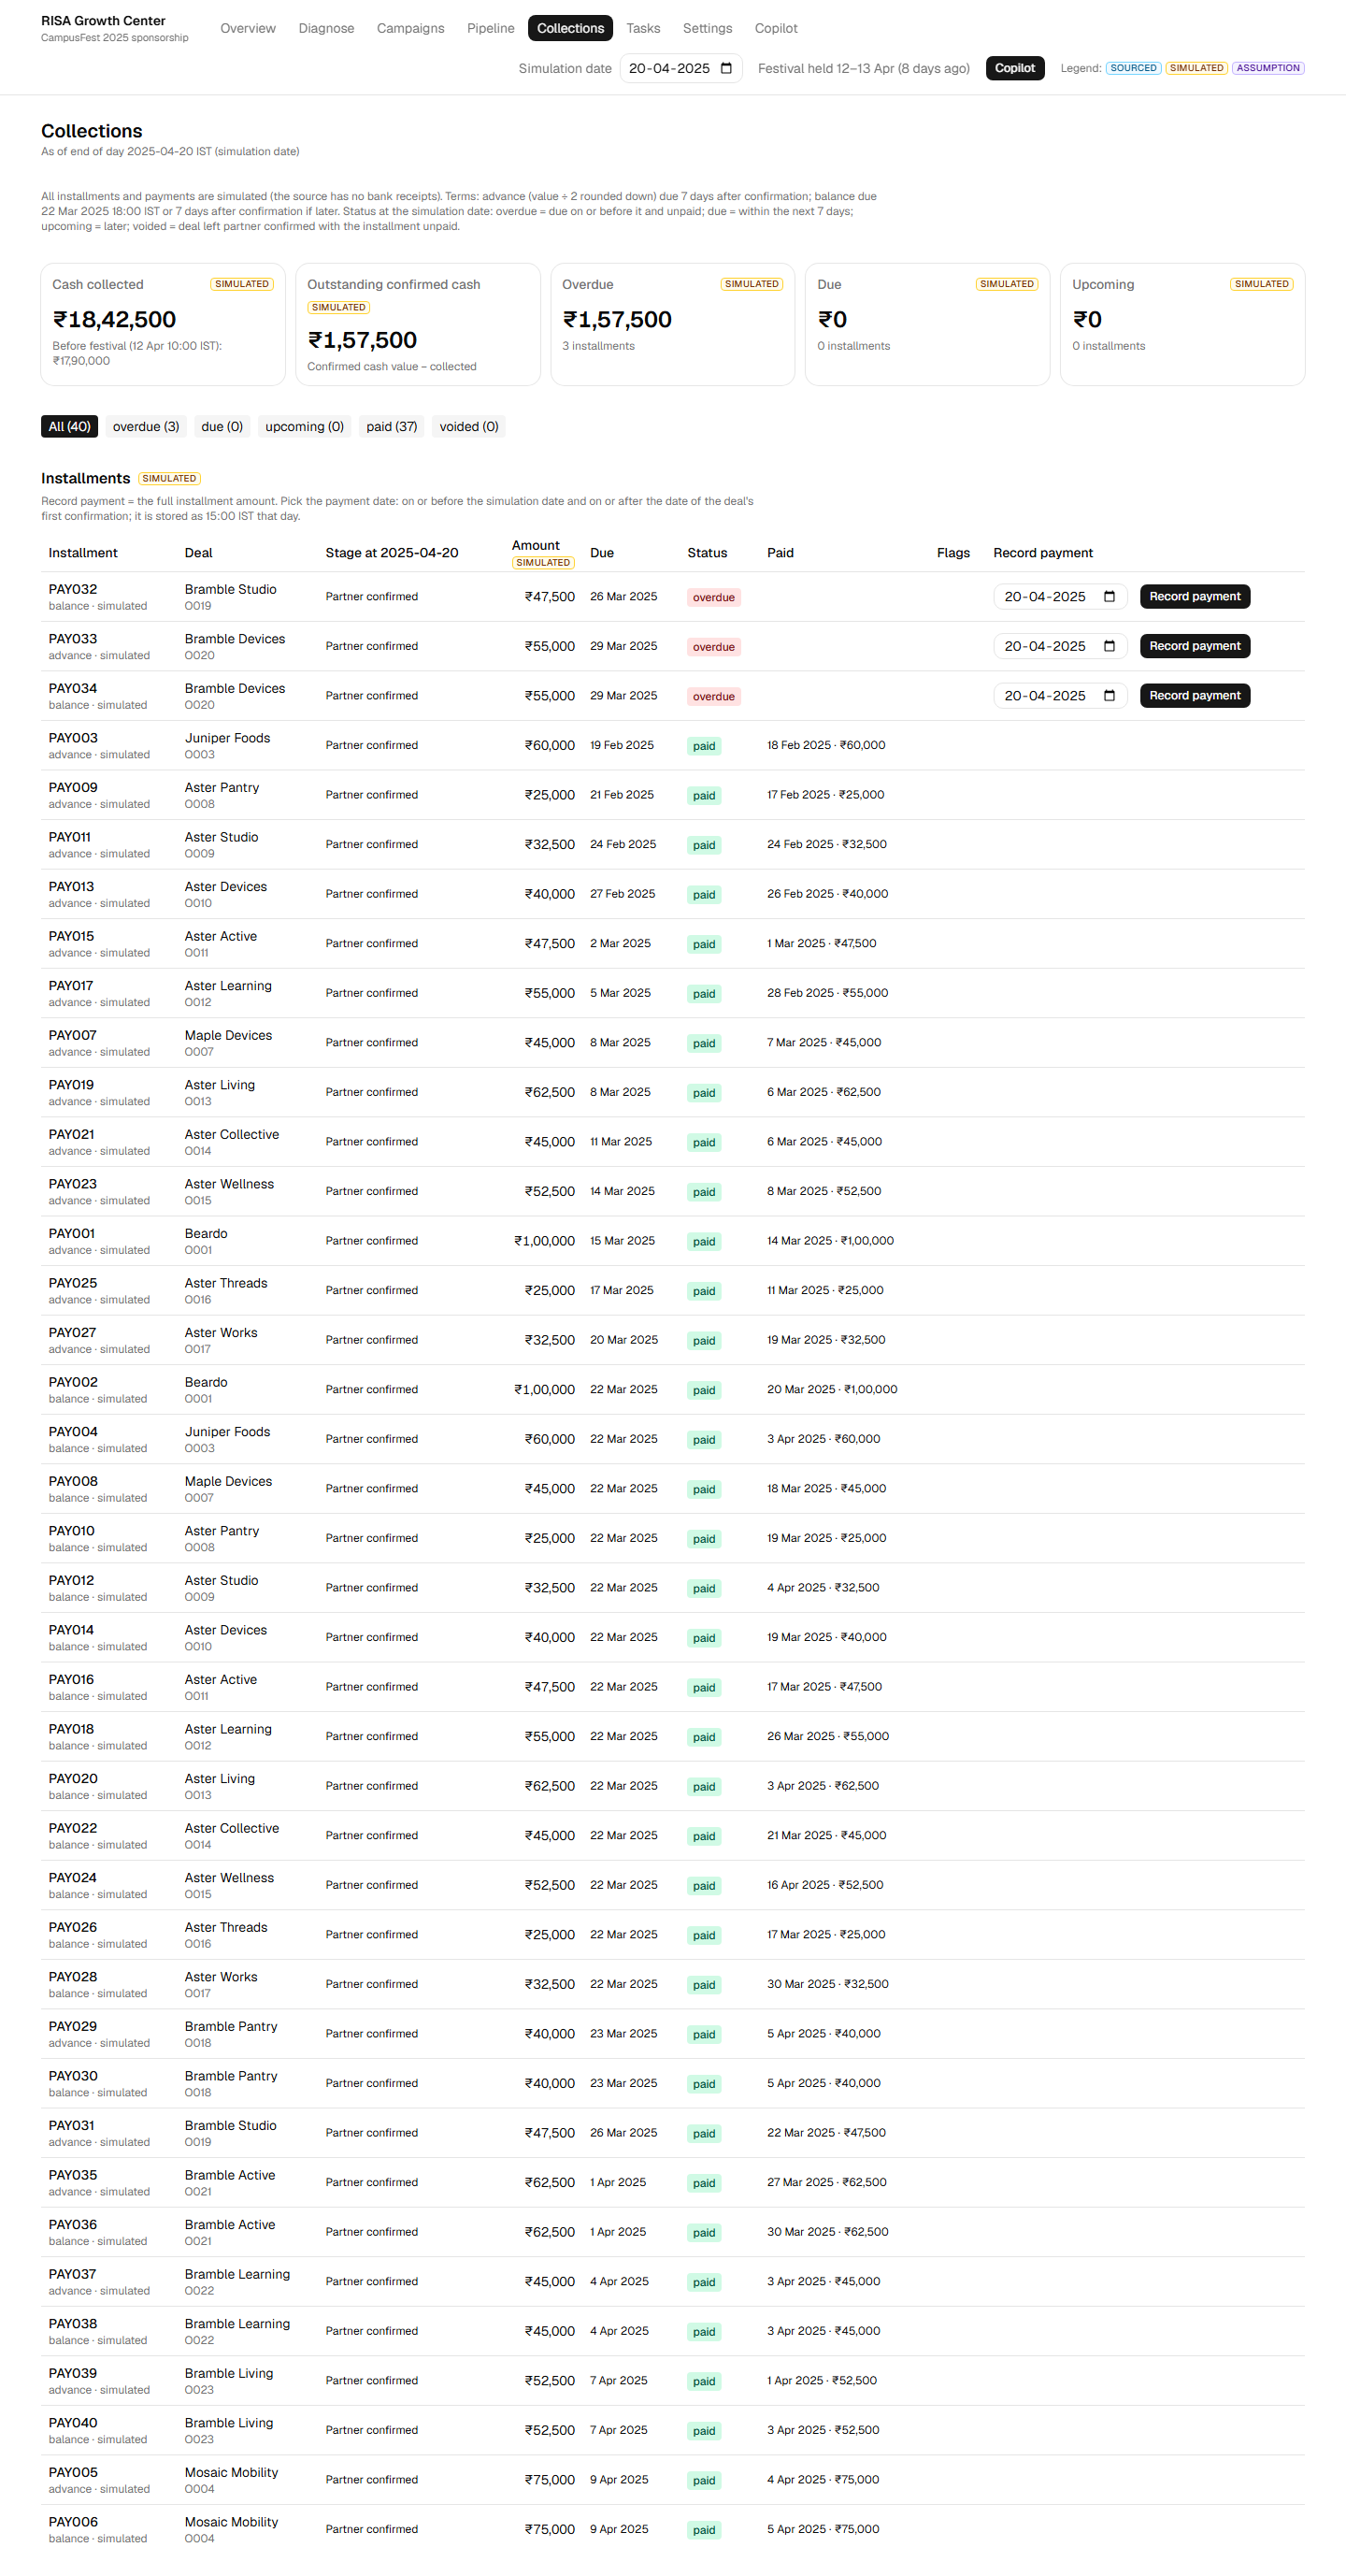 RISA Growth Center
CampusFest 2025 sponsorship
Overview Diagnose Campaigns Pipeline Collections Tasks Settings Copilot
Simulation date 20-04-2025 Festival held 12–13 Apr (8 days ago) Copilot Legend: SOURCED SIMULATED ASSUMPTION
Collections
As of end of day 2025-04-20 IST (simulation date)
All installments and payments are simulated (the source has no bank receipts). Terms: advance (value ÷ 2 rounded down) due 7 days after confirmation; balance due
22 Mar 2025 18:00 IST or 7 days after confirmation if later. Status at the simulation date: overdue = due on or before it and unpaid; due = within the next 7 days;
upcoming = later; voided = deal left partner confirmed with the installment unpaid.
Cash collected SIMULATED
₹18,42,500
Before festival (12 Apr 10:00 IST):
₹17,90,000
Outstanding confirmed cash
SIMULATED
₹1,57,500
Confirmed cash value − collected
Overdue SIMULATED
₹1,57,500
3 installments
Due SIMULATED
₹0
0 installments
Upcoming SIMULATED
₹0
0 installments
All (40) overdue (3) due (0) upcoming (0) paid (37) voided (0)
Installments SIMULATED
Record payment = the full installment amount. Pick the payment date: on or before the simulation date and on or after the date of the deal's
first confirmation; it is stored as 15:00 IST that day.
Installment Deal Stage at 2025-04-20 Amount SIMULATED Due Status Paid Flags Record payment
PAY032 Bramble Studio Partner confirmed ₹47,500 26 Mar 2025 overdue 20-04-2025 Record payment
balance · simulated O019
PAY033 Bramble Devices Partner confirmed ₹55,000 29 Mar 2025 overdue 20-04-2025 Record payment
advance · simulated O020
PAY034 Bramble Devices Partner confirmed ₹55,000 29 Mar 2025 overdue 20-04-2025 Record payment
balance · simulated O020
PAY003 Juniper Foods Partner confirmed ₹60,000 19 Feb 2025 paid 18 Feb 2025 · ₹60,000
advance · simulated O003
PAY009 Aster Pantry Partner confirmed ₹25,000 21 Feb 2025 paid 17 Feb 2025 · ₹25,000
advance · simulated O008
PAY011 Aster Studio Partner confirmed ₹32,500 24 Feb 2025 paid 24 Feb 2025 · ₹32,500
advance · simulated O009
PAY013 Aster Devices Partner confirmed ₹40,000 27 Feb 2025 paid 26 Feb 2025 · ₹40,000
advance · simulated O010
PAY015 Aster Active Partner confirmed ₹47,500 2 Mar 2025 paid 1 Mar 2025 · ₹47,500
advance · simulated O011
PAY017 Aster Learning Partner confirmed ₹55,000 5 Mar 2025 paid 28 Feb 2025 · ₹55,000
advance · simulated O012
PAY007 Maple Devices Partner confirmed ₹45,000 8 Mar 2025 paid 7 Mar 2025 · ₹45,000
advance · simulated O007
PAY019 Aster Living Partner confirmed ₹62,500 8 Mar 2025 paid 6 Mar 2025 · ₹62,500
advance · simulated O013
PAY021 Aster Collective Partner confirmed ₹45,000 11 Mar 2025 paid 6 Mar 2025 · ₹45,000
advance · simulated O014
PAY023 Aster Wellness Partner confirmed ₹52,500 14 Mar 2025 paid 8 Mar 2025 · ₹52,500
advance · simulated O015
PAY001 Beardo Partner confirmed ₹1,00,000 15 Mar 2025 paid 14 Mar 2025 · ₹1,00,000
advance · simulated O001
PAY025 Aster Threads Partner confirmed ₹25,000 17 Mar 2025 paid 11 Mar 2025 · ₹25,000
advance · simulated O016
PAY027 Aster Works Partner confirmed ₹32,500 20 Mar 2025 paid 19 Mar 2025 · ₹32,500
advance · simulated O017
PAY002 Beardo Partner confirmed ₹1,00,000 22 Mar 2025 paid 20 Mar 2025 · ₹1,00,000
balance · simulated O001
PAY004 Juniper Foods Partner confirmed ₹60,000 22 Mar 2025 paid 3 Apr 2025 · ₹60,000
balance · simulated O003
PAY008 Maple Devices Partner confirmed ₹45,000 22 Mar 2025 paid 18 Mar 2025 · ₹45,000
balance · simulated O007
PAY010 Aster Pantry Partner confirmed ₹25,000 22 Mar 2025 paid 19 Mar 2025 · ₹25,000
balance · simulated O008
PAY012 Aster Studio Partner confirmed ₹32,500 22 Mar 2025 paid 4 Apr 2025 · ₹32,500
balance · simulated O009
PAY014 Aster Devices Partner confirmed ₹40,000 22 Mar 2025 paid 19 Mar 2025 · ₹40,000
balance · simulated O010
PAY016 Aster Active Partner confirmed ₹47,500 22 Mar 2025 paid 17 Mar 2025 · ₹47,500
balance · simulated O011
PAY018 Aster Learning Partner confirmed ₹55,000 22 Mar 2025 paid 26 Mar 2025 · ₹55,000
balance · simulated O012
PAY020 Aster Living Partner confirmed ₹62,500 22 Mar 2025 paid 3 Apr 2025 · ₹62,500
balance · simulated O013
PAY022 Aster Collective Partner confirmed ₹45,000 22 Mar 2025 paid 21 Mar 2025 · ₹45,000
balance · simulated O014
PAY024 Aster Wellness Partner confirmed ₹52,500 22 Mar 2025 paid 16 Apr 2025 · ₹52,500
balance · simulated O015
PAY026 Aster Threads Partner confirmed ₹25,000 22 Mar 2025 paid 17 Mar 2025 · ₹25,000
balance · simulated O016
PAY028 Aster Works Partner confirmed ₹32,500 22 Mar 2025 paid 30 Mar 2025 · ₹32,500
balance · simulated O017
PAY029 Bramble Pantry Partner confirmed ₹40,000 23 Mar 2025 paid 5 Apr 2025 · ₹40,000
advance · simulated O018
PAY030 Bramble Pantry Partner confirmed ₹40,000 23 Mar 2025 paid 5 Apr 2025 · ₹40,000
balance · simulated O018
PAY031 Bramble Studio Partner confirmed ₹47,500 26 Mar 2025 paid 22 Mar 2025 · ₹47,500
advance · simulated O019
PAY035 Bramble Active Partner confirmed ₹62,500 1 Apr 2025 paid 27 Mar 2025 · ₹62,500
advance · simulated O021
PAY036 Bramble Active Partner confirmed ₹62,500 1 Apr 2025 paid 30 Mar 2025 · ₹62,500
balance · simulated O021
PAY037 Bramble Learning Partner confirmed ₹45,000 4 Apr 2025 paid 3 Apr 2025 · ₹45,000
advance · simulated O022
PAY038 Bramble Learning Partner confirmed ₹45,000 4 Apr 2025 paid 3 Apr 2025 · ₹45,000
balance · simulated O022
PAY039 Bramble Living Partner confirmed ₹52,500 7 Apr 2025 paid 1 Apr 2025 · ₹52,500
advance · simulated O023
PAY040 Bramble Living Partner confirmed ₹52,500 7 Apr 2025 paid 3 Apr 2025 · ₹52,500
balance · simulated O023
PAY005 Mosaic Mobility Partner confirmed ₹75,000 9 Apr 2025 paid 4 Apr 2025 · ₹75,000
advance · simulated O004
PAY006 Mosaic Mobility Partner confirmed ₹75,000 9 Apr 2025 paid 5 Apr 2025 · ₹75,000
balance · simulated O004